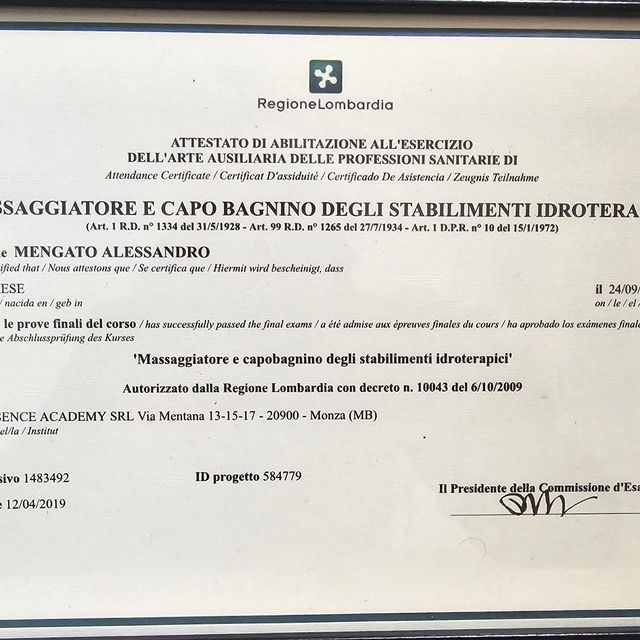 RegioneLombardia
ATTESTATO DI ABILITAZIONE ALL'ESERCIZIO
DELL'ARTE AUSILIARIA DELLE PROFESSIONI SANITARIE DI
Attendance Certificate / Certificat D'assiduité / Certificado De Asistencia / Zeugnis Teilnahme
SSAGGIATORE E CAPO BAGNINO DEGLI STABILIMENTI IDROTERA
(Art. 1 R.D. n° 1334 del 31/5/1928 - Art. 99 R.D. n° 1265 del 27/7/1934 - Art. 1 D.P.R. n° 10 del 15/1/1972)
e MENGATO ALESSANDRO
ified that / Nous attestons que / Se certifica que / Hiermit wird bescheinigt, dass
ESE il 24/09/
/ nacida en / geb in on / le / el /
le prove finali del corso / has successfully passed the final exams / a été admise aux épreuves finales du cours / ha aprobado los exámenes finale
e Abschlussprüfung des Kurses
'Massaggiatore e capobagnino degli stabilimenti idroterapici'
Autorizzato dalla Regione Lombardia con decreto n. 10043 del 6/10/2009
ENCE ACADEMY SRL Via Mentana 13-15-17 - 20900 - Monza (MB)
el/la / Institut
sivo 1483492 ID progetto 584779
Il Presidente della Commissione d'Esa
e 12/04/2019